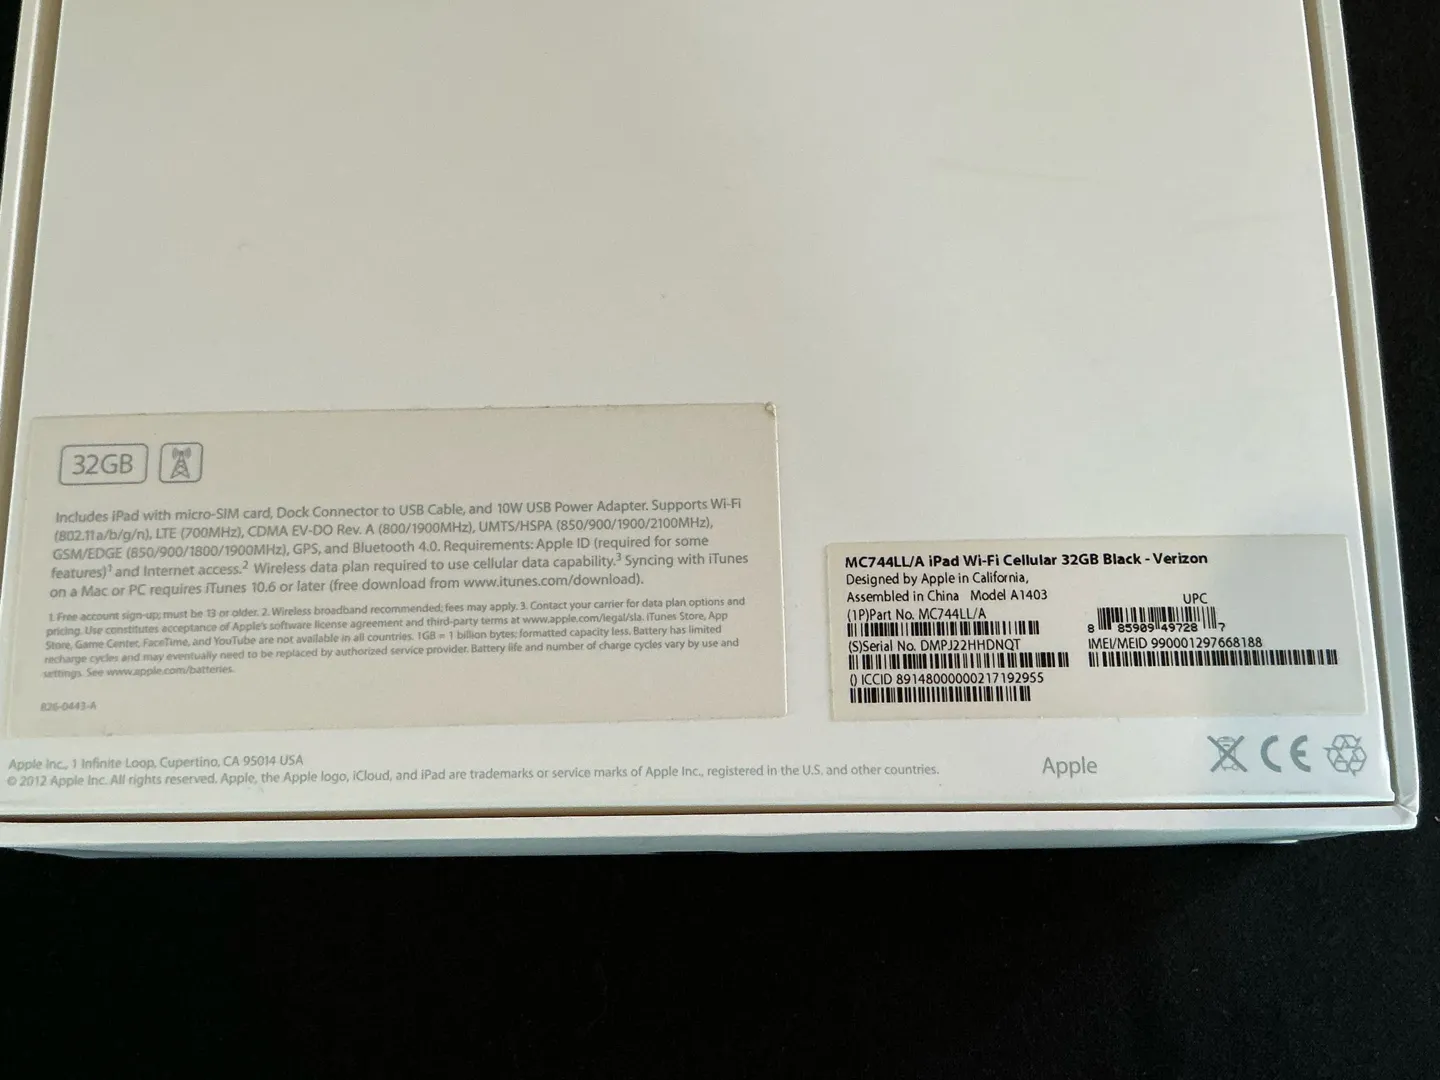 32GB
Includes iPad with micro-SIM card, Dock Connector to USB Cable, and 10W USB Power Adapter. Supports Wi-Fi
(802.11a/b/g/n), LTE (700MHz), CDMA EV-DO Rev. A (800/1900MHz), UMTS/HSPA (850/900/1900/2100MHz),
GSM/EDGE (850/900/1800/1900MHz), GPS, and Bluetooth 4.0. Requirements: Apple ID (required for some
features)¹ and Internet access.² Wireless data plan required to use cellular data capability.³ Syncing with iTunes
on a Mac or PC requires iTunes 10.6 or later (free download from www.itunes.com/download).
1. Free account sign-up; must be 13 or older. 2. Wireless broadband recommended; fees may apply. 3. Contact your carrier for data plan options and
pricing. Use constitutes acceptance of Apple's software license agreement and third-party terms at www.apple.com/legal/sla. iTunes Store, App
Store, Game Center, FaceTime, and YouTube are not available in all countries. 1GB = 1 billion bytes; formatted capacity less. Battery has limited
recharge cycles and may eventually need to be replaced by authorized service provider. Battery life and number of charge cycles vary by use and
settings. See www.apple.com/batteries.
826-0443-A
MC744LL/A iPad Wi-Fi Cellular 32GB Black - Verizon
Designed by Apple in California,
Assembled in China Model A1403
(1P)Part No. MC744LL/A
(S)Serial No. DMPJ22HHDNQT
() ICCID 89148000000217192955
UPC
8 85909 49728 7
IMEI/MEID 990001297668188
Apple Inc., 1 Infinite Loop, Cupertino, CA 95014 USA
© 2012 Apple Inc. All rights reserved. Apple, the Apple logo, iCloud, and iPad are trademarks or service marks of Apple Inc., registered in the U.S. and other countries.
Apple
CE